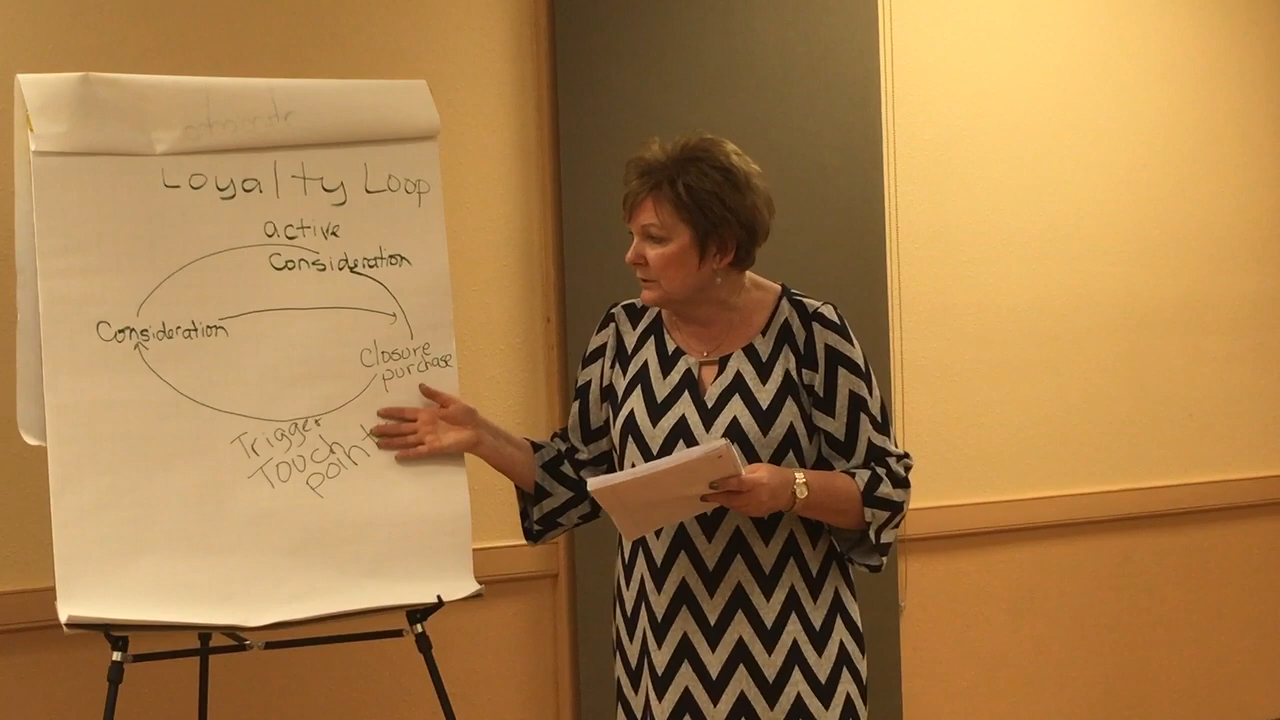 Loyalty Loop
active
Consideration
Consideration
Closure
purchase
Trigger
Touch
point